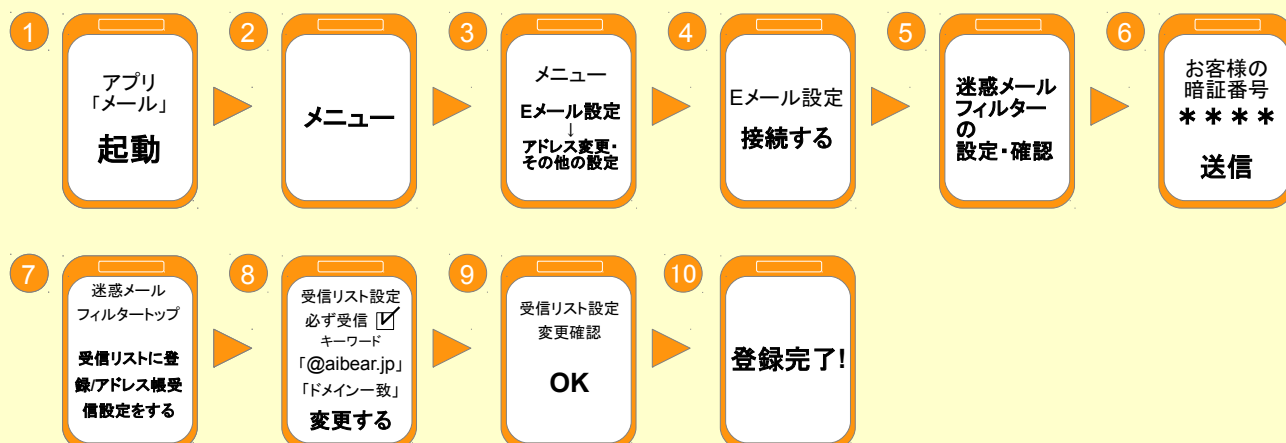 1
アプリ
「メール」
起動
2
メニュー
3
メニュー
Eメール設定
↓
アドレス変更・
その他の設定
4
Eメール設定
接続する
5
迷惑メール
フィルター
の
設定・確認
6
お客様の
暗証番号
＊＊＊＊
送信
7
迷惑メール
フィルタートップ
受信リストに登
録/アドレス帳受
信設定をする
8
受信リスト設定
必ず受信
キーワード
「@aibear.jp」
「ドメイン一致」
変更する
9
受信リスト設定
変更確認
OK
10
登録完了!